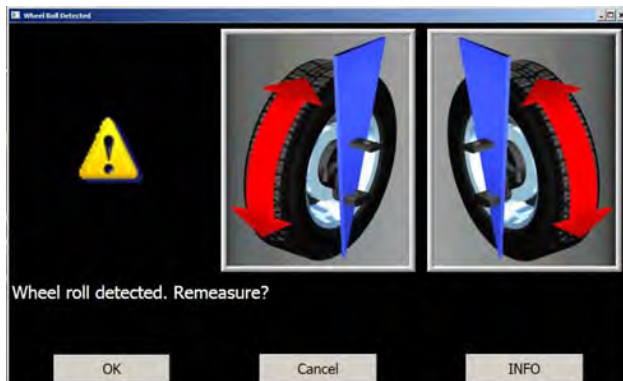 Wheel Roll Detected
Wheel roll detected. Remeasure?
OK
Cancel
INFO